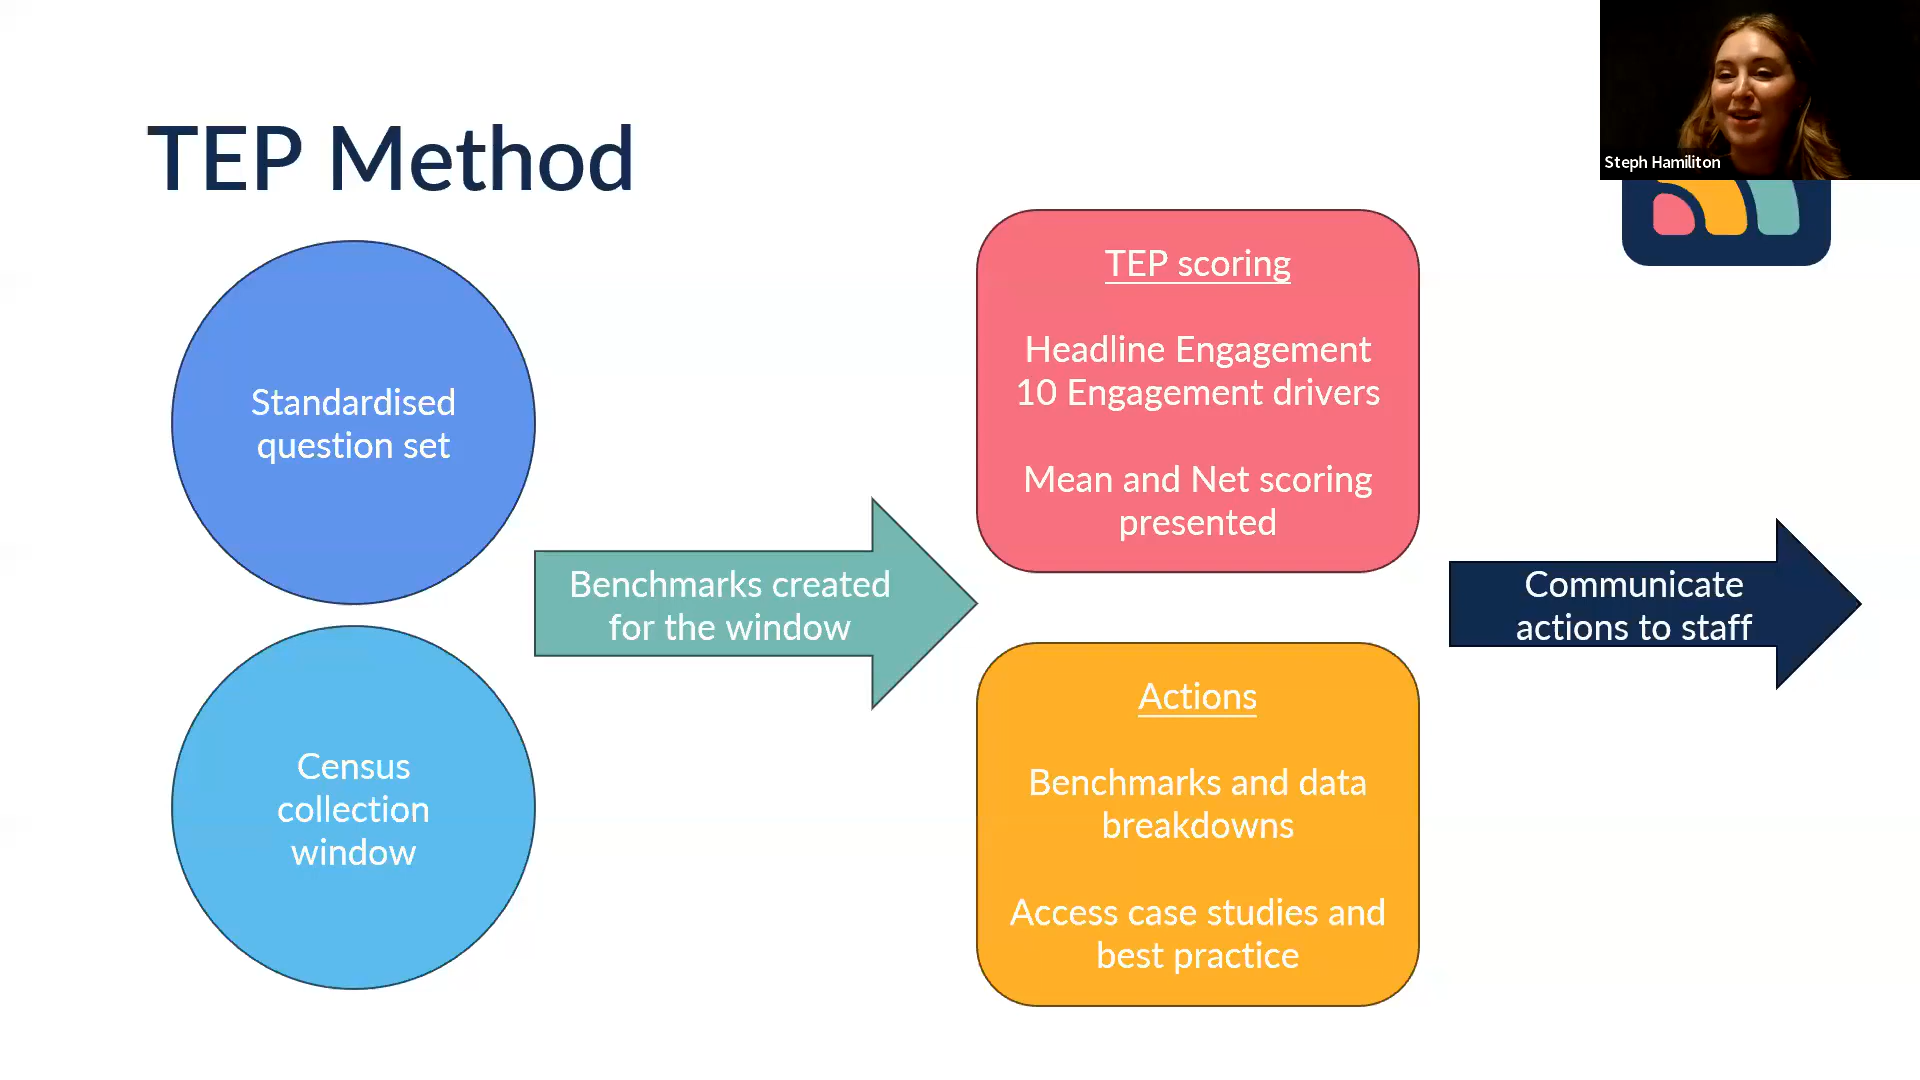 TEP Method
Steph Hamiliton
Standardised
question set
Census
collection
window
Benchmarks created
for the window
TEP scoring
Headline Engagement
10 Engagement drivers
Mean and Net scoring
presented
Actions
Benchmarks and data
breakdowns
Access case studies and
best practice
Communicate
actions to staff